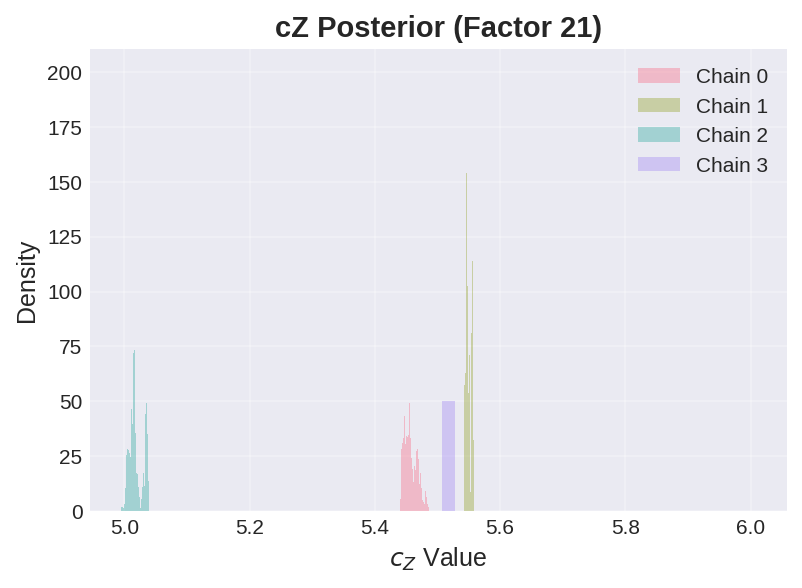 cZ Posterior (Factor 21)
200
175
150
125
100
75
50
25
0
Density
5.0 5.2 5.4 5.6 5.8 6.0
cZ Value
Chain 0
Chain 1
Chain 2
Chain 3